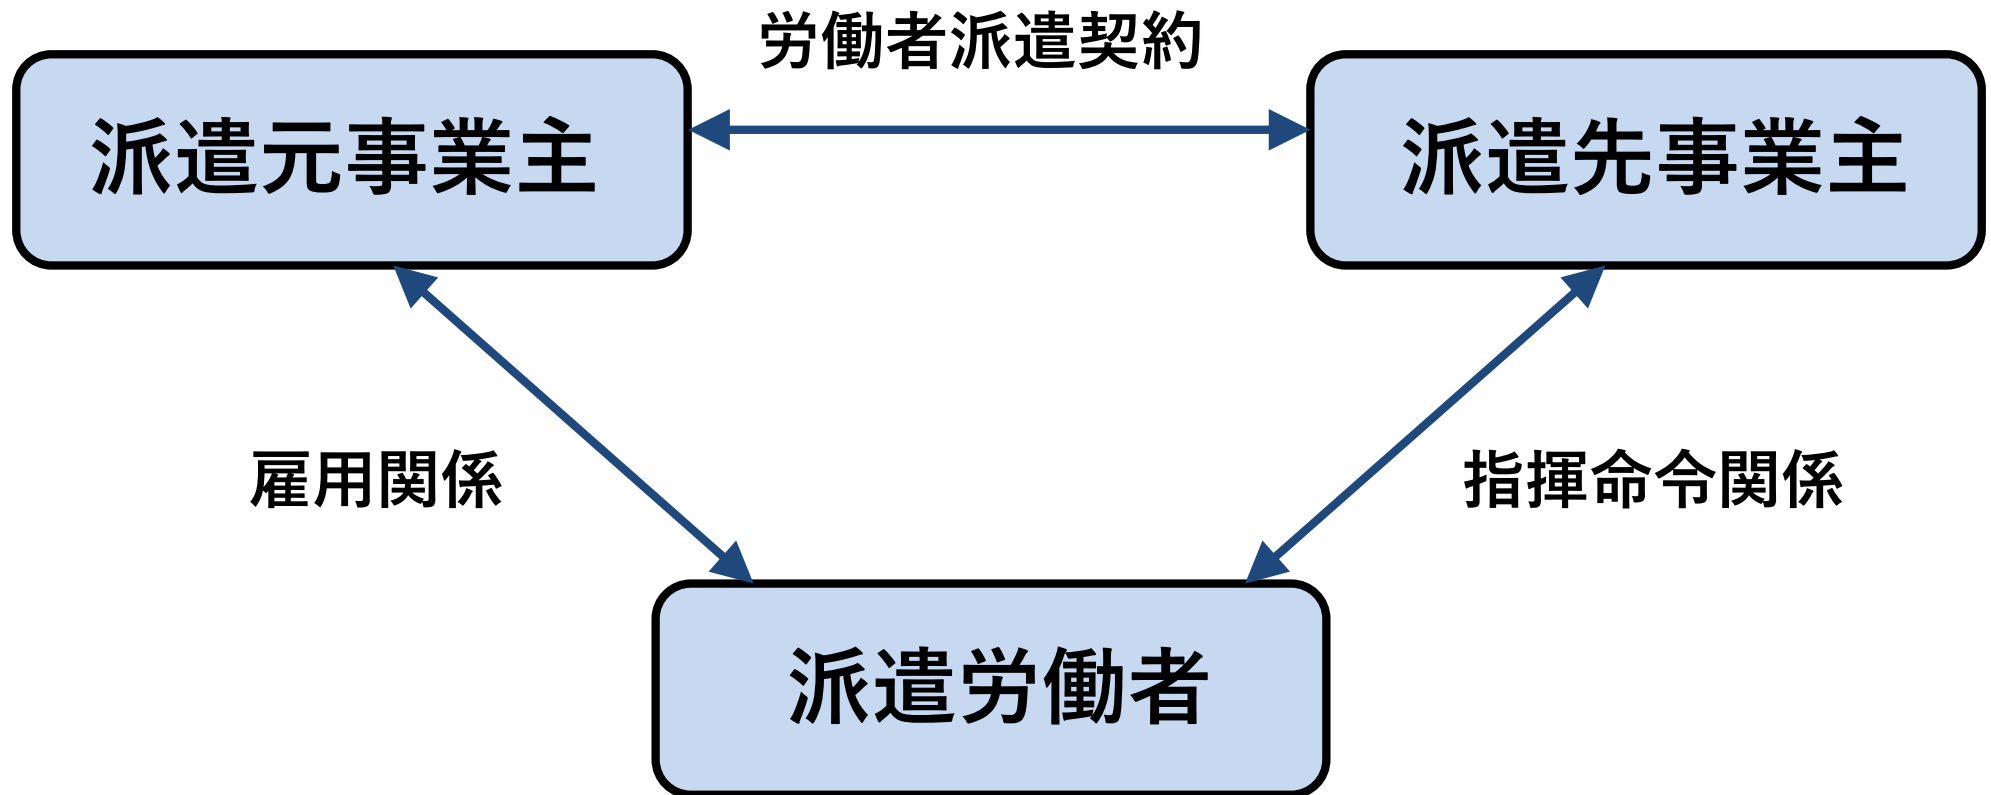 労働者派遣契約
派遣元事業主
派遣先事業主
雇用関係
指揮命令関係
派遣労働者